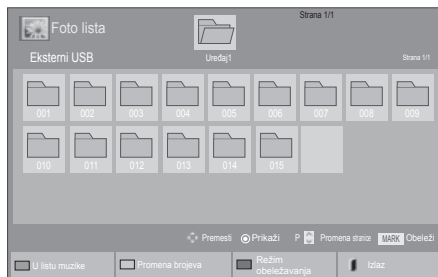 Strana 1/1
Foto lista
Eksterni USB
Uređaj1
Strana 1/1
001 002 003 004 005 006 007 008 009
010 011 012 013 014 015
Premesti Prikaži P Promena stranice MARK Obeleži
U listu muzike Promena brojeva Režim obeležavanja Izlaz